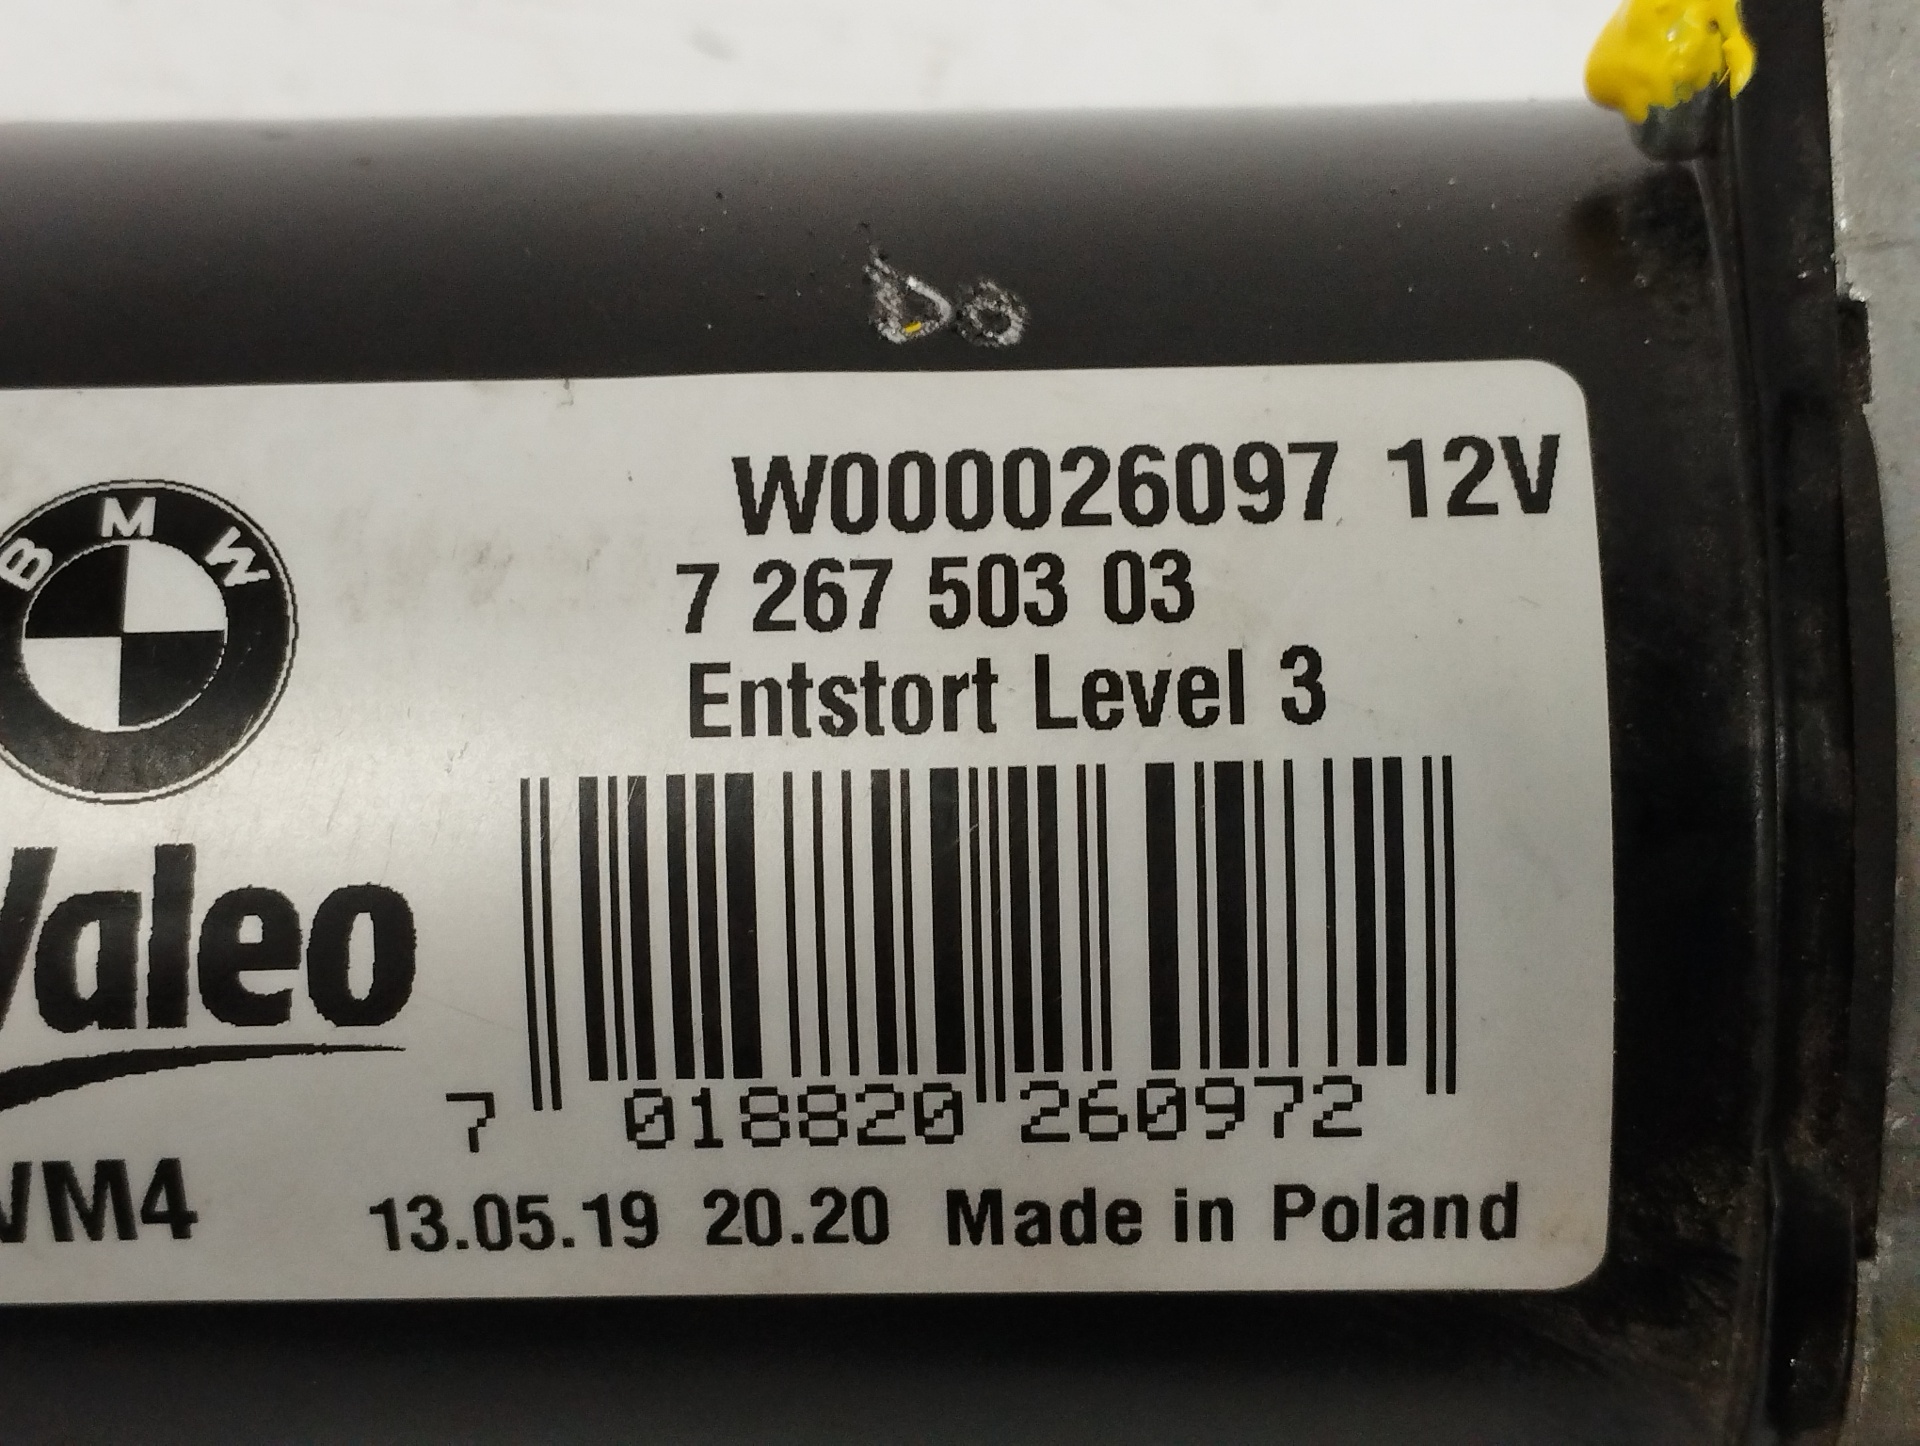 W000026097 12V
7 267 503 03
Entstort Level 3
BMW
Valeo
7 018820 260972
13.05.19 20.20 Made in Poland